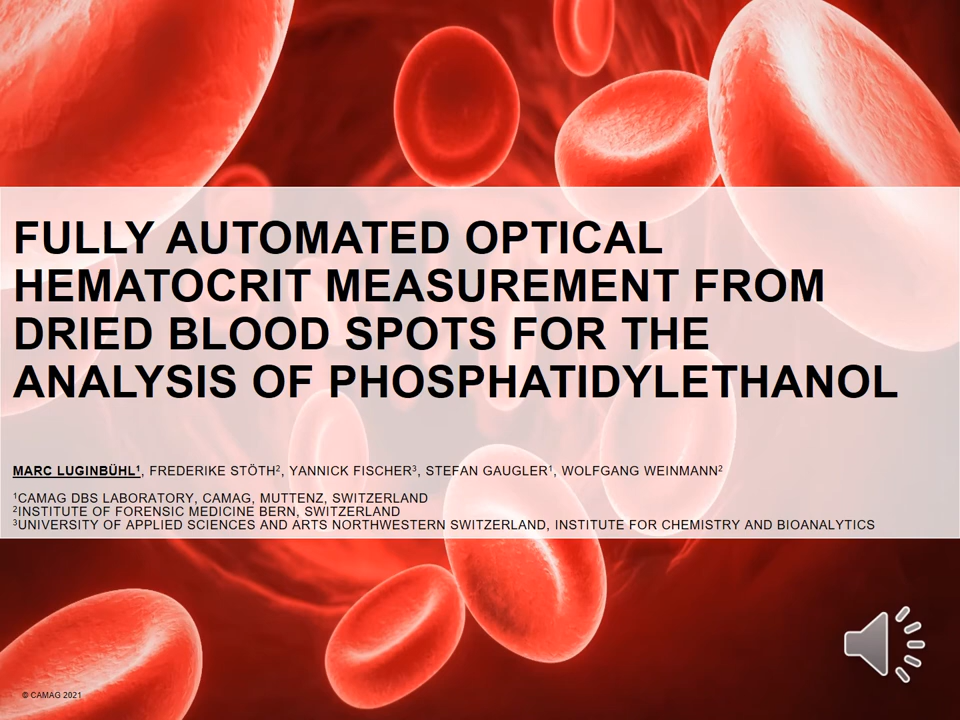 FULLY AUTOMATED OPTICAL
HEMATOCRIT MEASUREMENT FROM
DRIED BLOOD SPOTS FOR THE
ANALYSIS OF PHOSPHATIDYLETHANOL
MARC LUGINBÜHL¹, FREDERIKE STÖTH², YANNICK FISCHER³, STEFAN GAUGLER¹, WOLFGANG WEINMANN²
¹CAMAG DBS LABORATORY, CAMAG, MUTTENZ, SWITZERLAND
²INSTITUTE OF FORENSIC MEDICINE BERN, SWITZERLAND
³UNIVERSITY OF APPLIED SCIENCES AND ARTS NORTHWESTERN SWITZERLAND, INSTITUTE FOR CHEMISTRY AND BIOANALYTICS
© CAMAG 2021